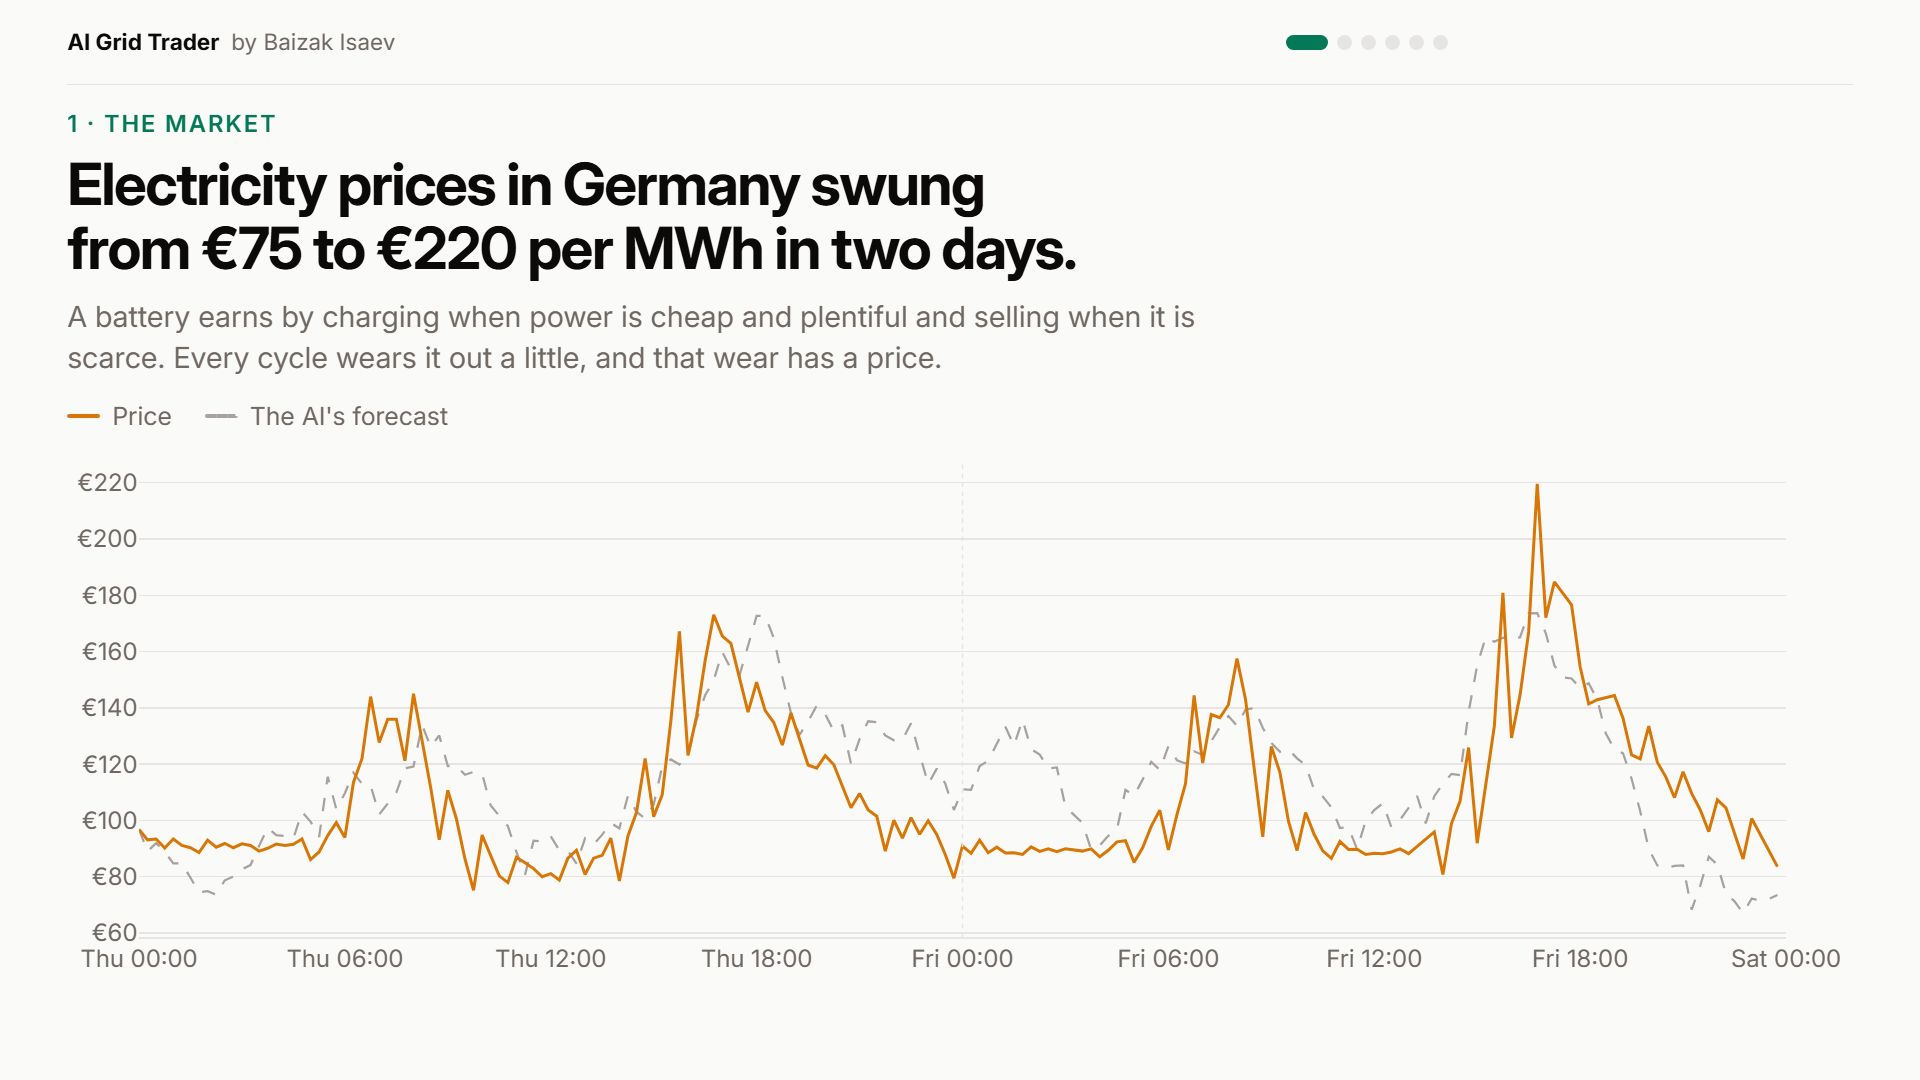 AI Grid Trader by Baizak Isaev
1 · THE MARKET
Electricity prices in Germany swung
from €75 to €220 per MWh in two days.
A battery earns by charging when power is cheap and plentiful and selling when it is
scarce. Every cycle wears it out a little, and that wear has a price.
Price The AI's forecast
€220
€200
€180
€160
€140
€120
€100
€80
€60
Thu 00:00 Thu 06:00 Thu 12:00 Thu 18:00 Fri 00:00 Fri 06:00 Fri 12:00 Fri 18:00 Sat 00:00